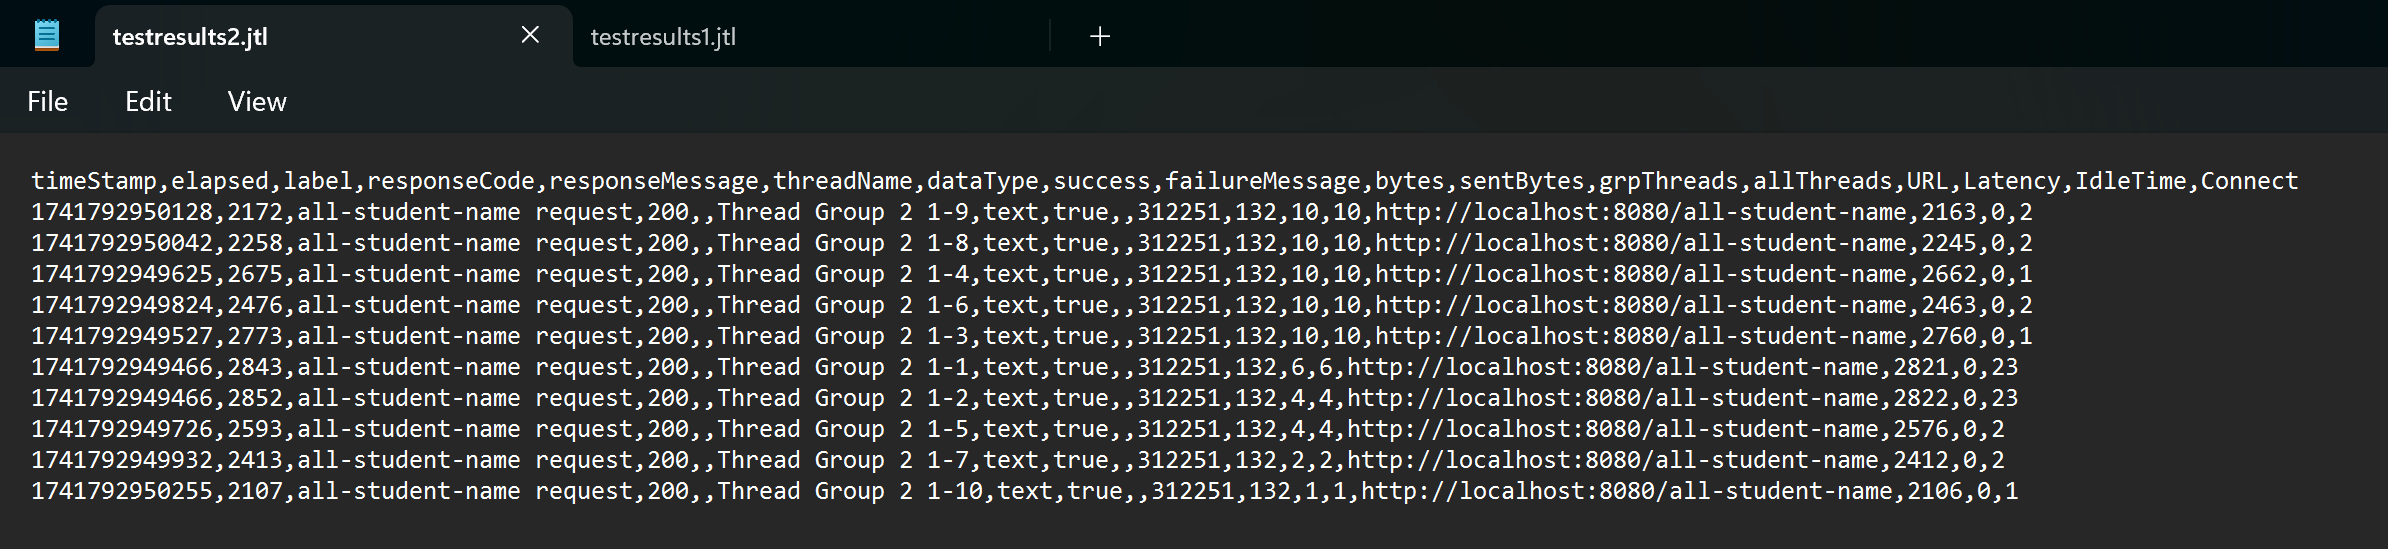 testresults2.jtl testresults1.jtl
File Edit View
timeStamp,elapsed,label,responseCode,responseMessage,threadName,dataType,success,failureMessage,bytes,sentBytes,grpThreads,allThreads,URL,Latency,IdleTime,Connect
1741792950128,2172,all-student-name request,200,,Thread Group 2 1-9,text,true,,312251,132,10,10,http://localhost:8080/all-student-name,2163,0,2
1741792950042,2258,all-student-name request,200,,Thread Group 2 1-8,text,true,,312251,132,10,10,http://localhost:8080/all-student-name,2245,0,2
1741792949625,2675,all-student-name request,200,,Thread Group 2 1-4,text,true,,312251,132,10,10,http://localhost:8080/all-student-name,2662,0,1
1741792949824,2476,all-student-name request,200,,Thread Group 2 1-6,text,true,,312251,132,10,10,http://localhost:8080/all-student-name,2463,0,2
1741792949527,2773,all-student-name request,200,,Thread Group 2 1-3,text,true,,312251,132,10,10,http://localhost:8080/all-student-name,2760,0,1
1741792949466,2843,all-student-name request,200,,Thread Group 2 1-1,text,true,,312251,132,6,6,http://localhost:8080/all-student-name,2821,0,23
1741792949466,2852,all-student-name request,200,,Thread Group 2 1-2,text,true,,312251,132,4,4,http://localhost:8080/all-student-name,2822,0,23
1741792949726,2593,all-student-name request,200,,Thread Group 2 1-5,text,true,,312251,132,4,4,http://localhost:8080/all-student-name,2576,0,2
1741792949932,2413,all-student-name request,200,,Thread Group 2 1-7,text,true,,312251,132,2,2,http://localhost:8080/all-student-name,2412,0,2
1741792950255,2107,all-student-name request,200,,Thread Group 2 1-10,text,true,,312251,132,1,1,http://localhost:8080/all-student-name,2106,0,1